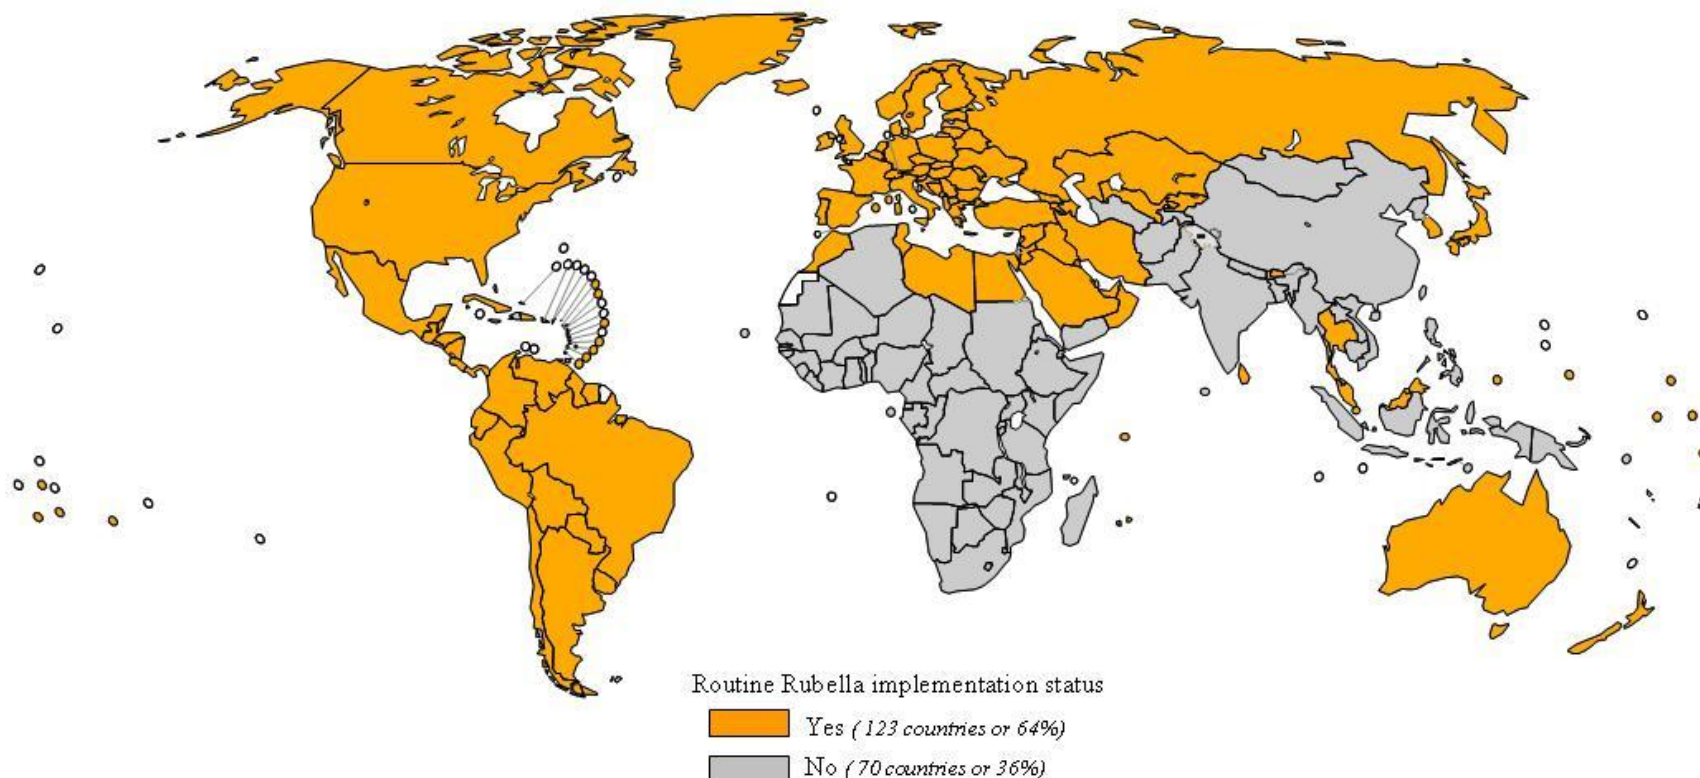 Routine Rubella implementation status
Yes ( 123 countries or 64%)
No ( 70 countries or 36%)